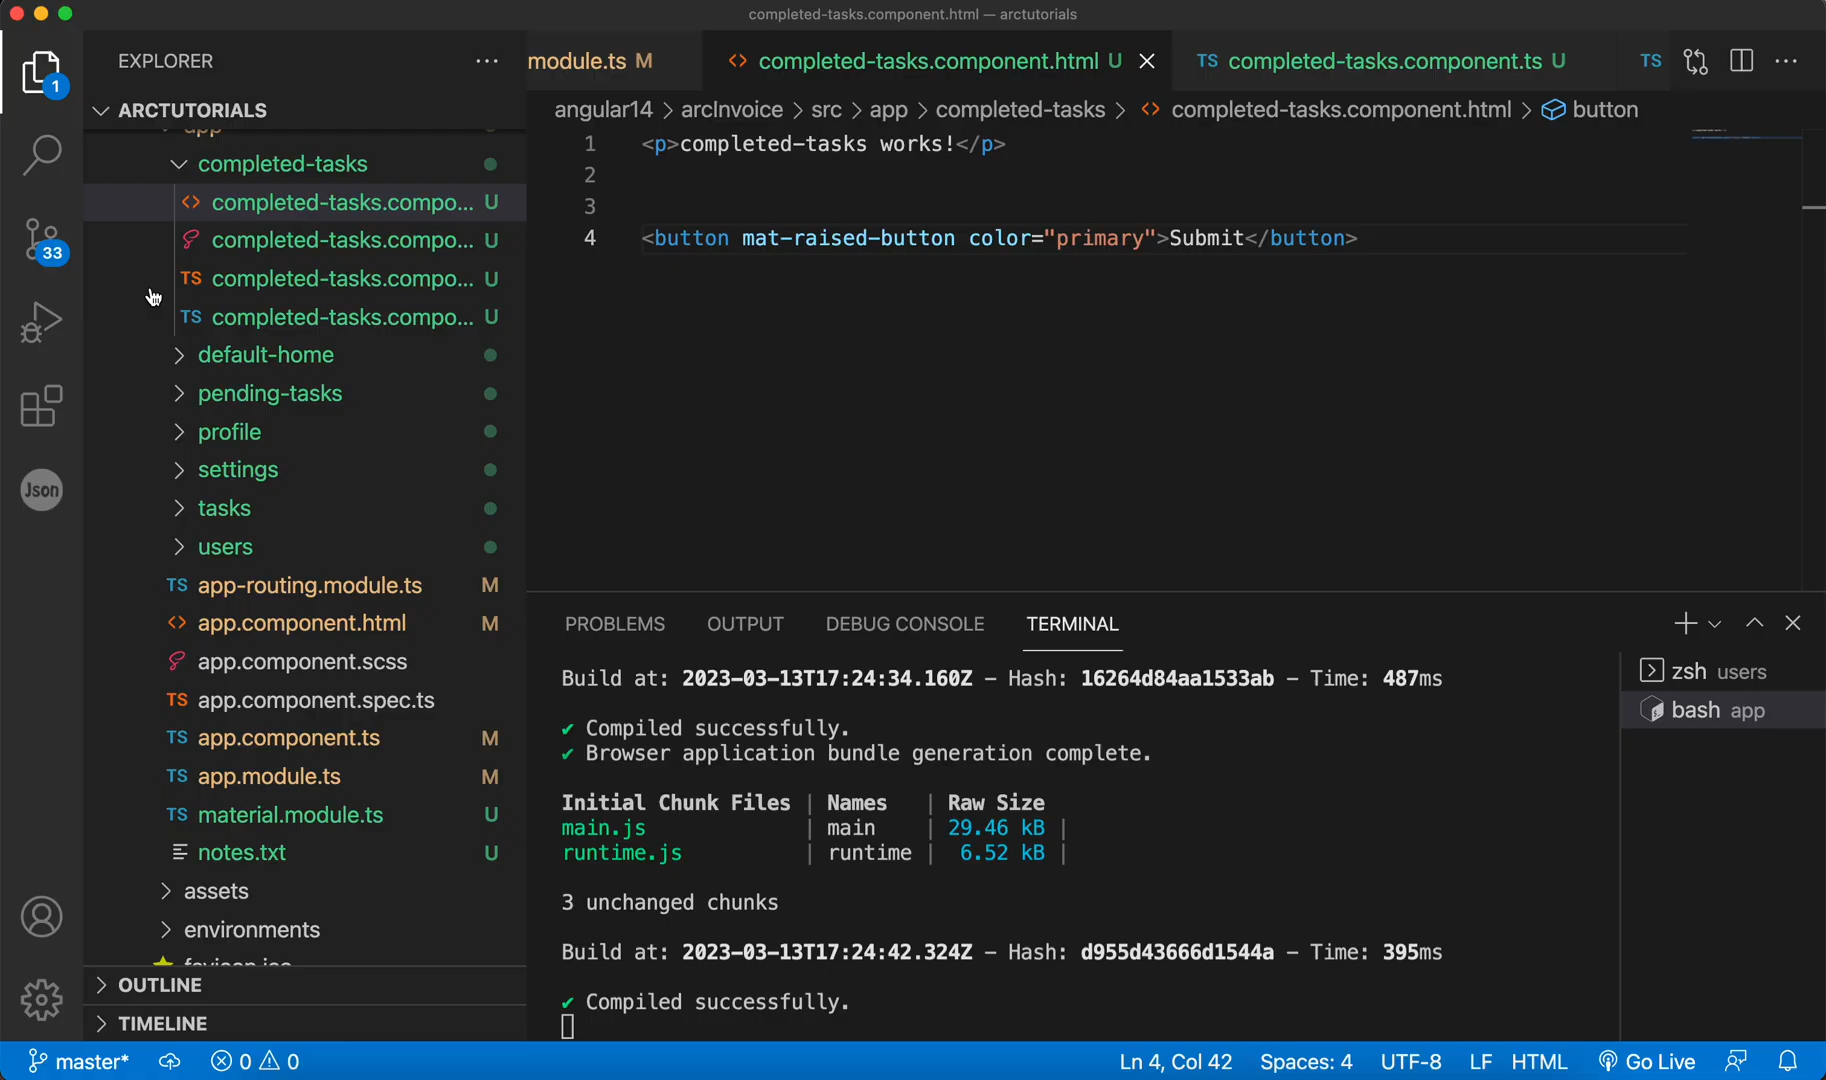 completed-tasks.component.html — arctutorials
EXPLORER
ARCTUTORIALS
app
completed-tasks
completed-tasks.compo... U
completed-tasks.compo... U
TS completed-tasks.compo... U
TS completed-tasks.compo... U
default-home
pending-tasks
profile
settings
tasks
users
TS app-routing.module.ts M
<> app.component.html M
app.component.scss
TS app.component.spec.ts
TS app.component.ts M
TS app.module.ts M
TS material.module.ts U
notes.txt U
assets
environments
favicon.ico
OUTLINE
TIMELINE
1
33
Json
module.ts M
<> completed-tasks.component.html U
TS completed-tasks.component.ts U
TS
angular14 > arcInvoice > src > app > completed-tasks > <> completed-tasks.component.html > button
1 <p>completed-tasks works!</p>
2
3
4 <button mat-raised-button color="primary">Submit</button>
PROBLEMS OUTPUT DEBUG CONSOLE TERMINAL
Build at: 2023-03-13T17:24:34.160Z - Hash: 16264d84aa1533ab - Time: 487ms
✔ Compiled successfully.
✔ Browser application bundle generation complete.
Initial Chunk Files | Names | Raw Size
main.js | main | 29.46 kB |
runtime.js | runtime | 6.52 kB |
3 unchanged chunks
Build at: 2023-03-13T17:24:42.324Z - Hash: d955d43666d1544a - Time: 395ms
✔ Compiled successfully.
zsh users
bash app
master* 0 0 Ln 4, Col 42 Spaces: 4 UTF-8 LF HTML Go Live